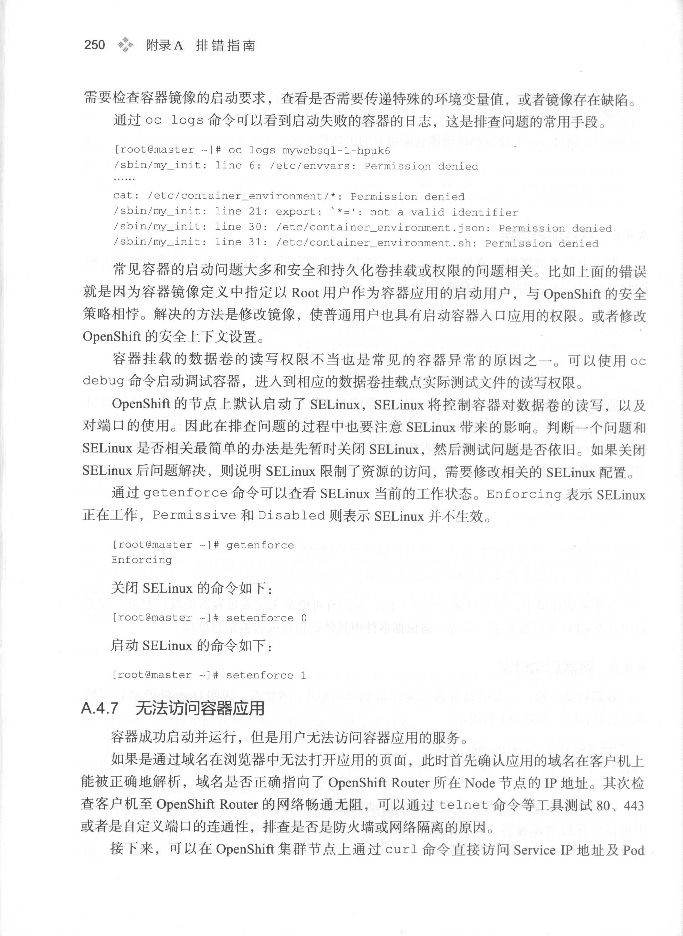 250 附录A 排错指南
需要检查容器镜像的启动要求，查看是否需要传递特殊的环境变量值，或者镜像存在缺陷。
通过 oc logs 命令可以看到启动失败的容器的日志，这是排查问题的常用手段。
[root@master ~]# oc logs mywebsql-1-hpuk6
/sbin/my_init: line 6: /etc/envvars: Permission denied
......
cat: /etc/container_environment/*: Permission denied
/sbin/my_init: line 21: export: `*=': not a valid identifier
/sbin/my_init: line 30: /etc/container_environment.json: Permission denied
/sbin/my_init: line 31: /etc/container_environment.sh: Permission denied
常见容器的启动问题大多和安全和持久化卷挂载或权限的问题相关。比如上面的错误
就是因为容器镜像定义中指定以 Root 用户作为容器应用的启动用户，与 OpenShift 的安全
策略相悖。解决的方法是修改镜像，使普通用户也具有启动容器入口应用的权限。或者修改
OpenShift 的安全上下文设置。
容器挂载的数据卷的读写权限不当也是常见的容器异常的原因之一。可以使用 oc
debug 命令启动调试容器，进入到相应的数据卷挂载点实际测试文件的读写权限。
OpenShift 的节点上默认启动了 SELinux，SELinux 将控制容器对数据卷的读写，以及
对端口的使用。因此在排查问题的过程中也要注意 SELinux 带来的影响。判断一个问题和
SELinux 是否相关最简单的办法是先暂时关闭 SELinux，然后测试问题是否依旧。如果关闭
SELinux 后问题解决，则说明 SELinux 限制了资源的访问，需要修改相关的 SELinux 配置。
通过 getenforce 命令可以查看 SELinux 当前的工作状态。Enforcing 表示 SELinux
正在工作，Permissive 和 Disabled 则表示 SELinux 并不生效。
[root@master ~]# getenforce
Enforcing
关闭 SELinux 的命令如下：
[root@master ~]# setenforce 0
启动 SELinux 的命令如下：
[root@master ~]# setenforce 1
A.4.7 无法访问容器应用
容器成功启动并运行，但是用户无法访问容器应用的服务。
如果是通过域名在浏览器中无法打开应用的页面，此时首先确认应用的域名在客户机上
能被正确地解析，域名是否正确指向了 OpenShift Router 所在 Node 节点的 IP 地址。其次检
查客户机至 OpenShift Router 的网络畅通无阻，可以通过 telnet 命令等工具测试 80、443
或者是自定义端口的连通性，排查是否是防火墙或网络隔离的原因。
接下来，可以在 OpenShift 集群节点上通过 curl 命令直接访问 Service IP 地址及 Pod